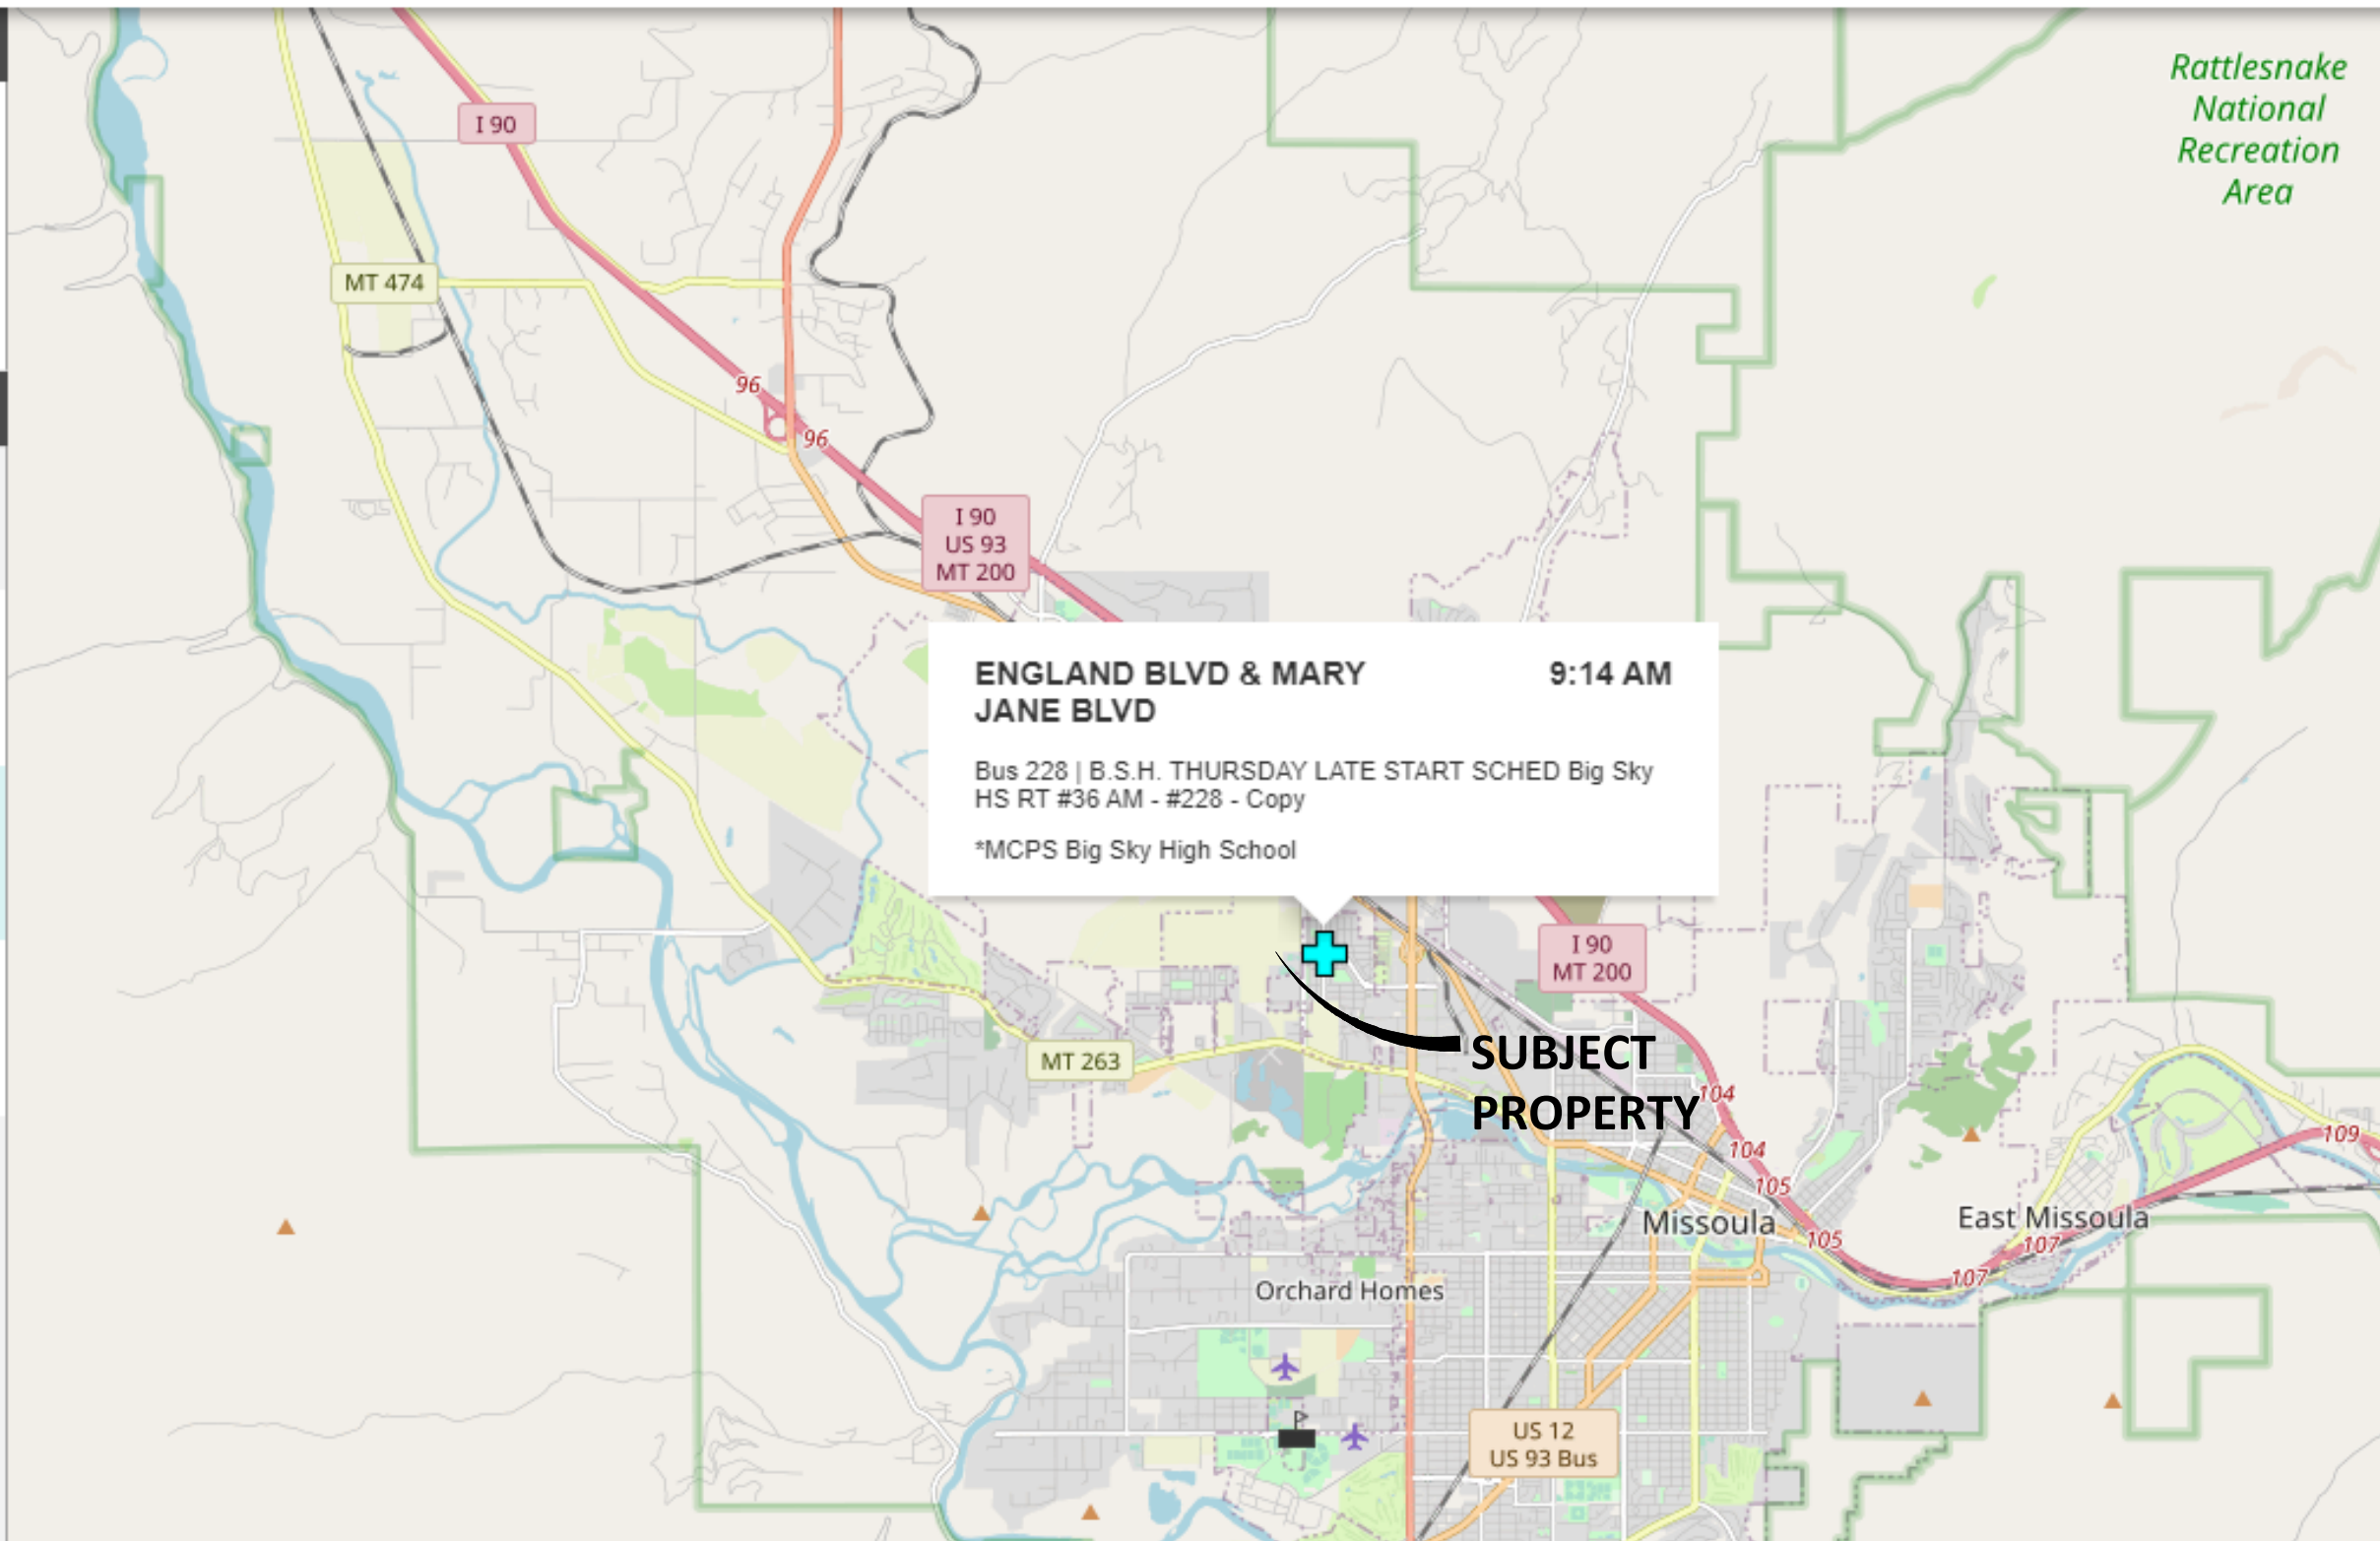 Rattlesnake
National
Recreation
Area
I 90
MT 474
96
96
I 90
US 93
MT 200
ENGLAND BLVD & MARY
JANE BLVD
9:14 AM
Bus 228 | B.S.H. THURSDAY LATE START SCHED Big Sky
HS RT #36 AM - #228 - Copy
*MCPS Big Sky High School
I 90
MT 200
SUBJECT
PROPERTY
MT 263
104
104
109
105
Missoula
East Missoula
105
107
107
Orchard Homes
US 12
US 93 Bus